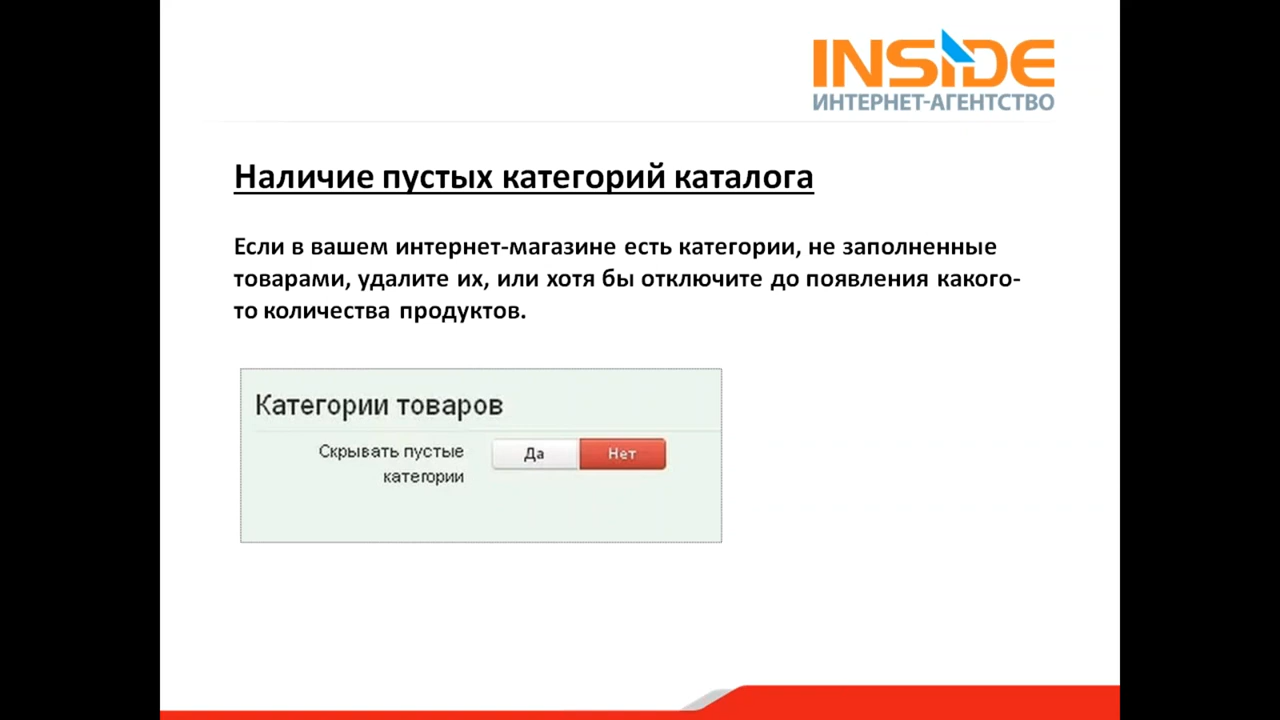 INSIDE
ИНТЕРНЕТ-АГЕНТСТВО
Наличие пустых категорий каталога
Если в вашем интернет-магазине есть категории, не заполненные
товарами, удалите их, или хотя бы отключите до появления какого-
то количества продуктов.
Категории товаров
Скрывать пустые
категории
Да
Нет